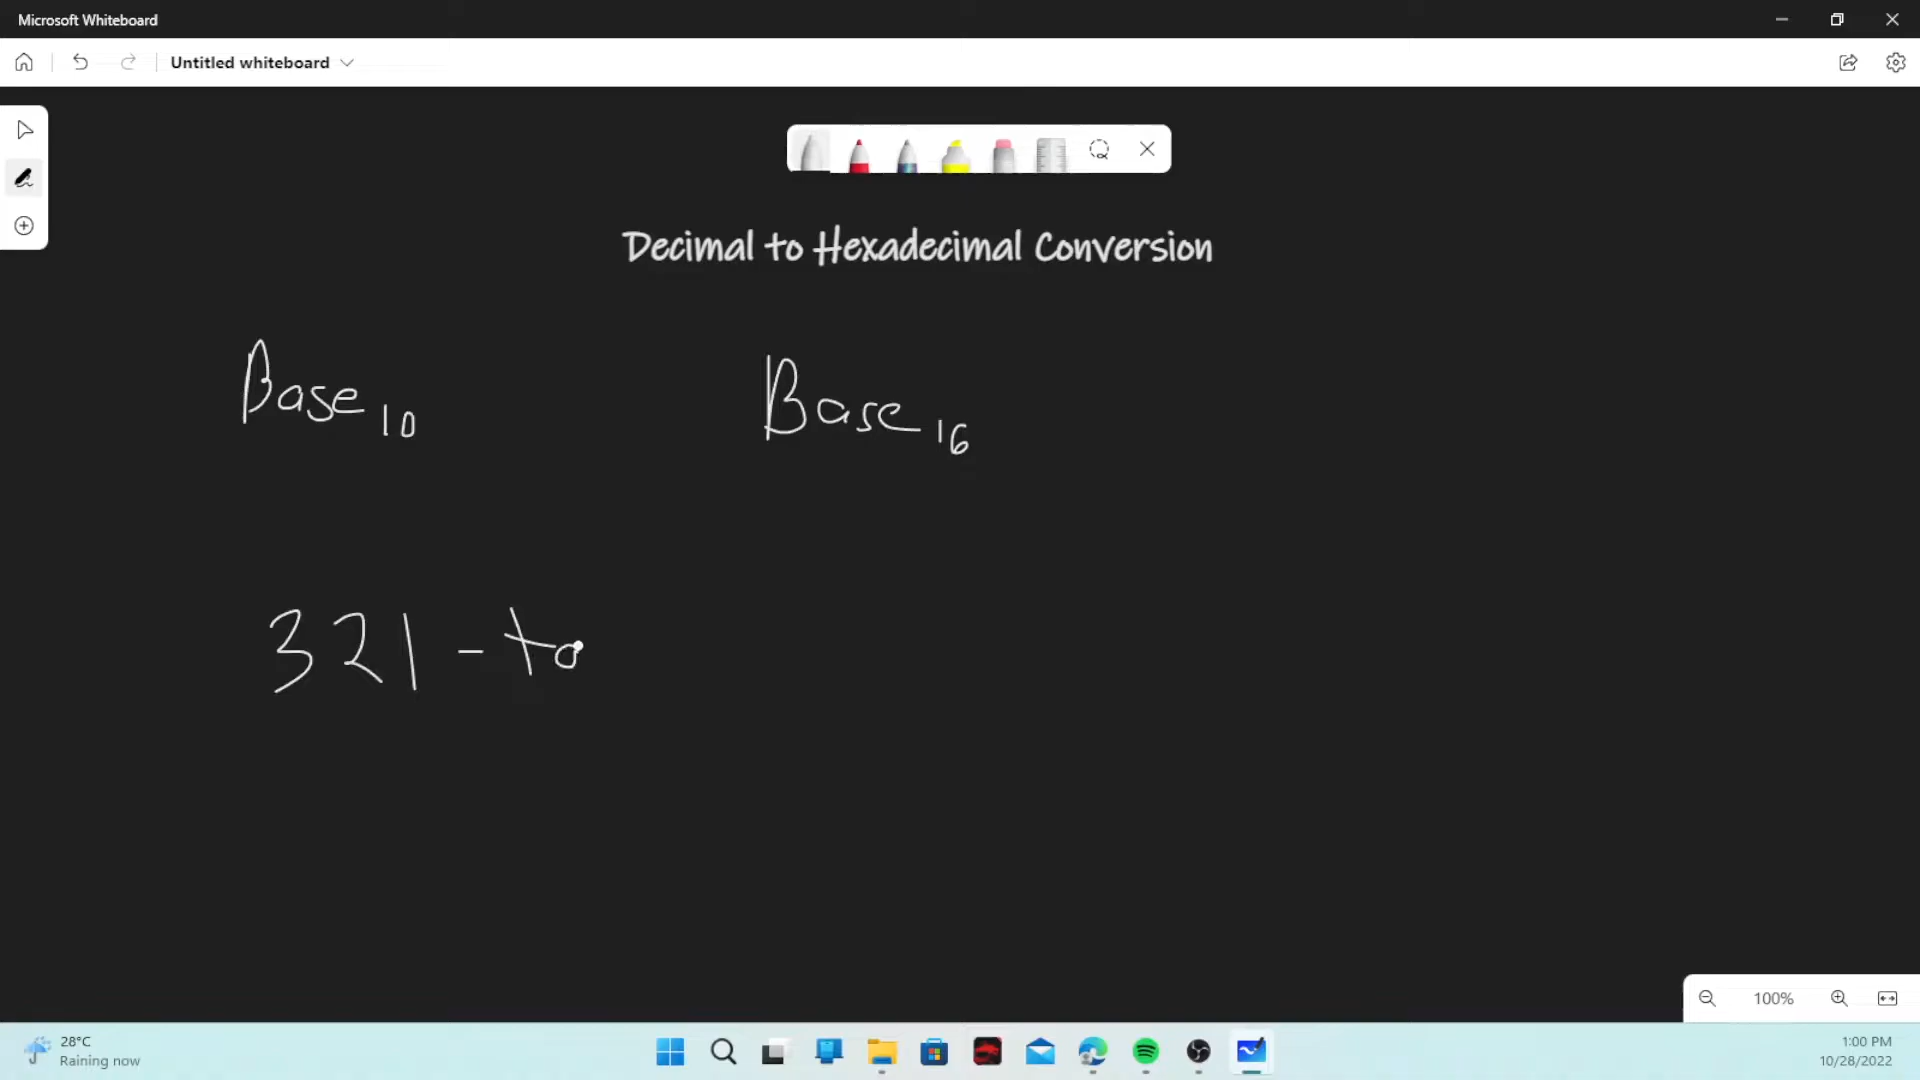 Microsoft Whiteboard
Untitled whiteboard
Decimal to Hexadecimal Conversion
Base 10 Base 16
321 - to
100%
28°C
Raining now
1:00 PM
10/28/2022